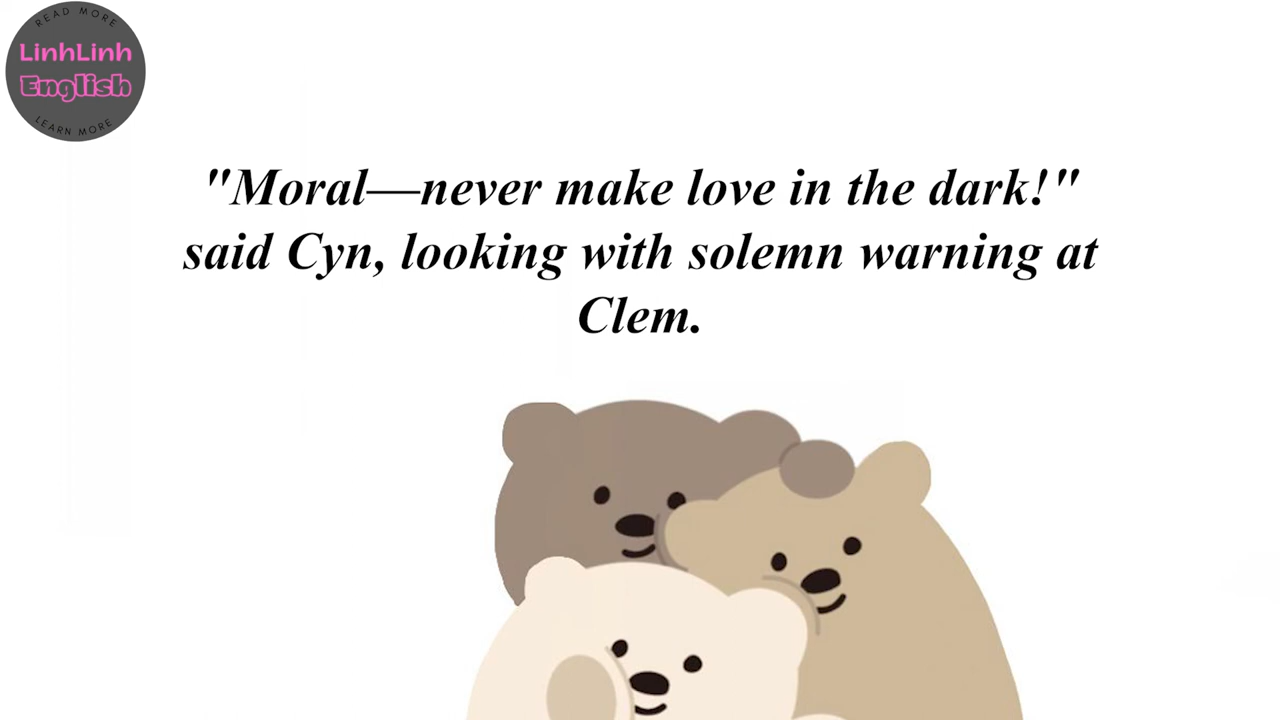 READ MORE
LinhLinh
English
LEARN MORE
"Moral—never make love in the dark!"
said Cyn, looking with solemn warning at
Clem.